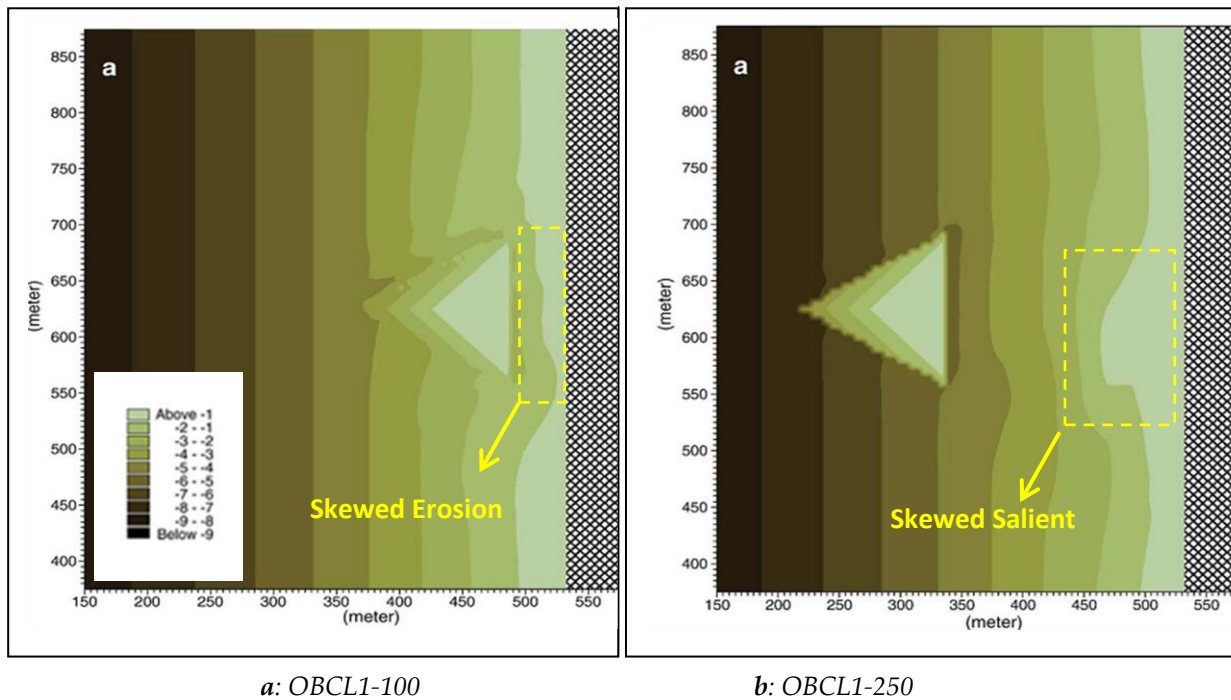 a
850
800
750
700
650
600
550
500
450
400
(meter)
Above -1
-2 - -1
-3 - -2
-4 - -3
-5 - -4
-6 - -5
-7 - -6
-8 - -7
-9 - -8
Below -9
Skewed Erosion
150 200 250 300 350 400 450 500 550
(meter)
a: OBCL1-100
a
850
800
750
700
650
600
550
500
450
400
(meter)
Skewed Salient
150 200 250 300 350 400 450 500 550
(meter)
b: OBCL1-250